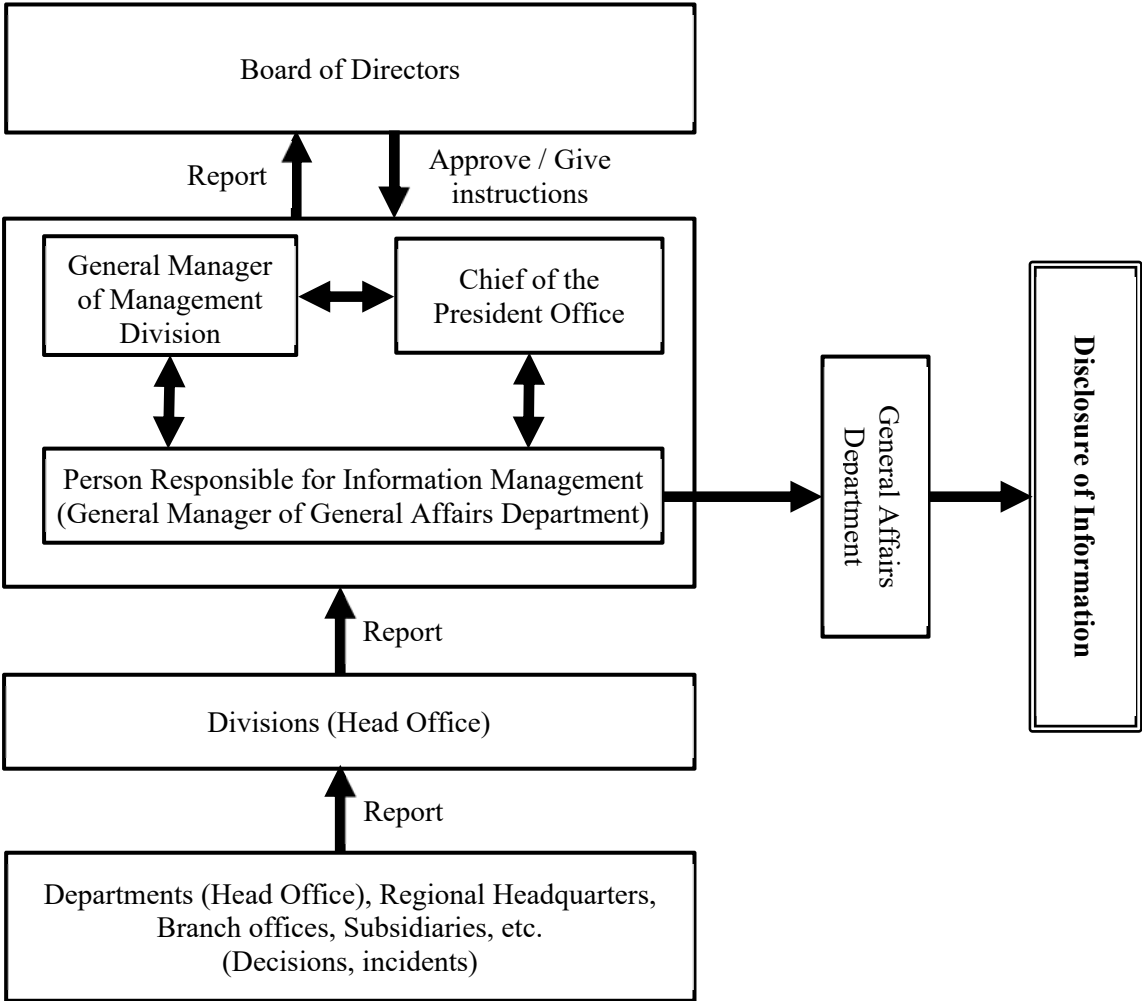 Board of Directors
Report
Approve / Give
instructions
General Manager
of Management
Division
Chief of the
President Office
Person Responsible for Information Management
(General Manager of General Affairs Department)
General Affairs
Department
Disclosure of Information
Report
Divisions (Head Office)
Report
Departments (Head Office), Regional Headquarters,
Branch offices, Subsidiaries, etc.
(Decisions, incidents)